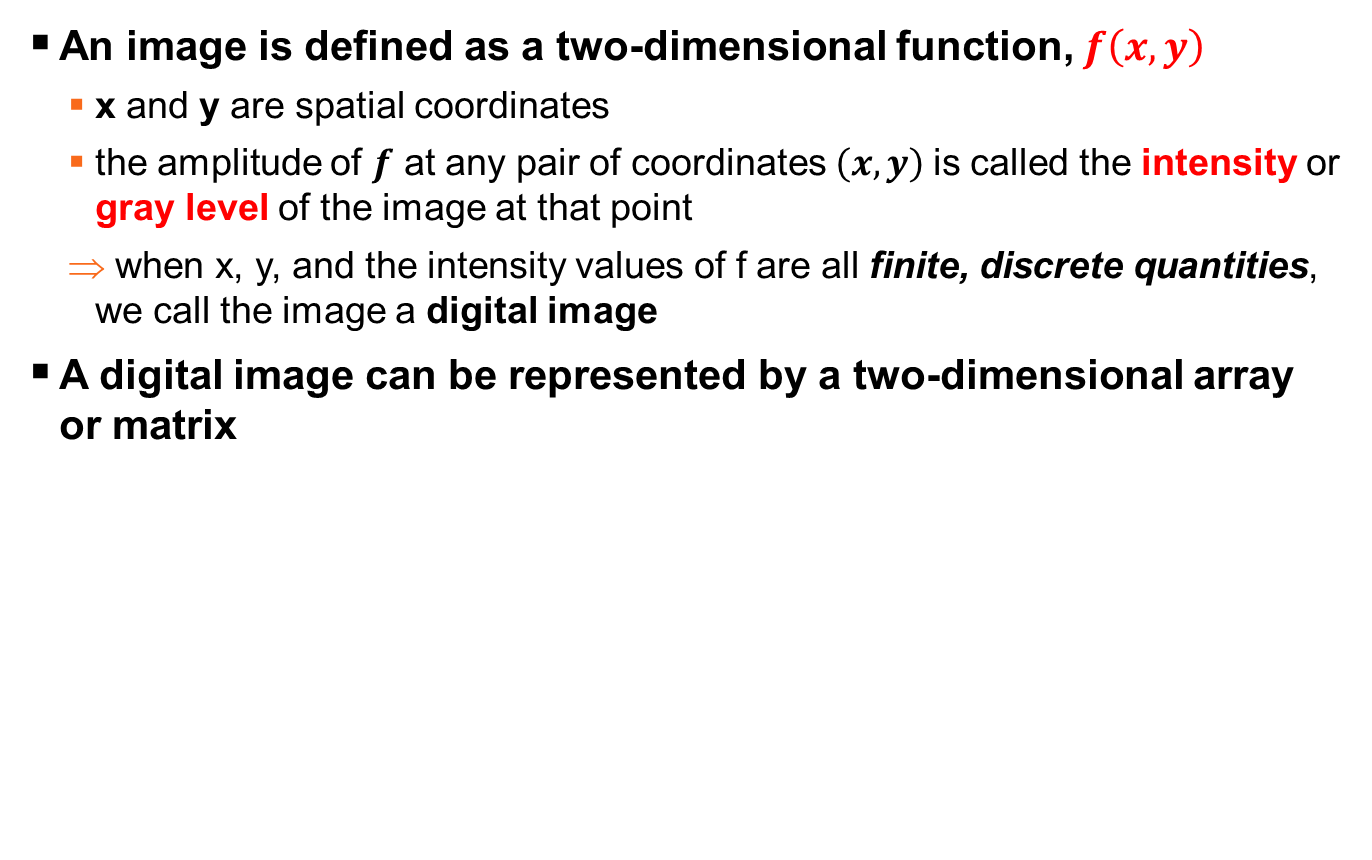 ▪ An image is defined as a two-dimensional function, f(x, y)
▪ x and y are spatial coordinates
▪ the amplitude of f at any pair of coordinates (x, y) is called the intensity or
gray level of the image at that point
⇒ when x, y, and the intensity values of f are all finite, discrete quantities,
we call the image a digital image
▪ A digital image can be represented by a two-dimensional array
or matrix